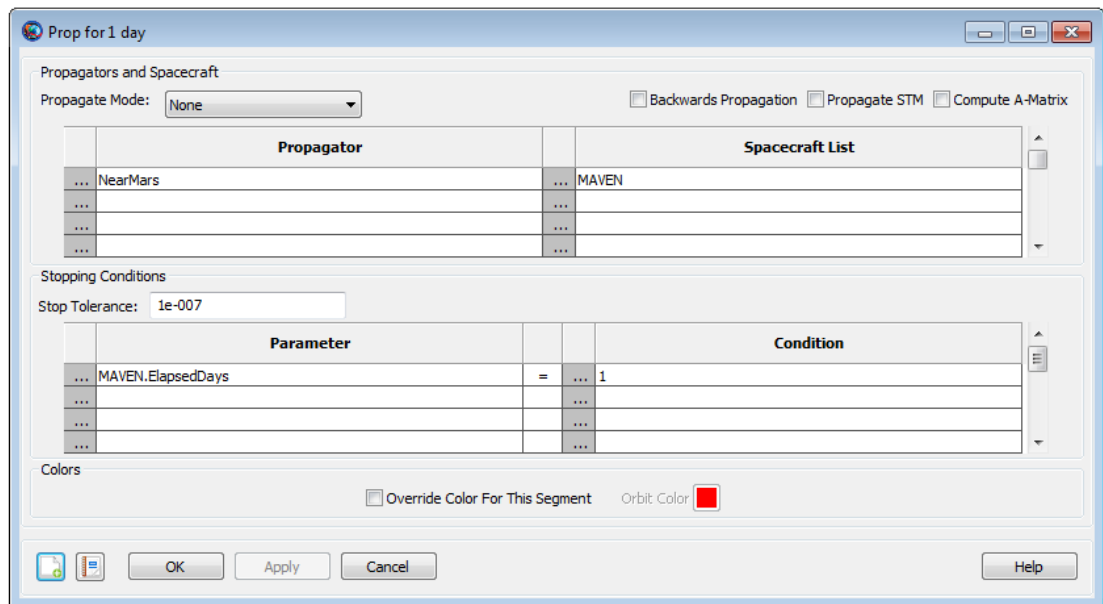 Prop for 1 day
Propagators and Spacecraft
Propagate Mode: None Backwards Propagation Propagate STM Compute A-Matrix
Propagator Spacecraft List
... NearMars ... MAVEN
... ...
... ...
... ...
Stopping Conditions
Stop Tolerance: 1e-007
Parameter Condition
... MAVEN.ElapsedDays = ... 1
... ...
... ...
... ...
Colors
Override Color For This Segment Orbit Color
OK Apply Cancel Help